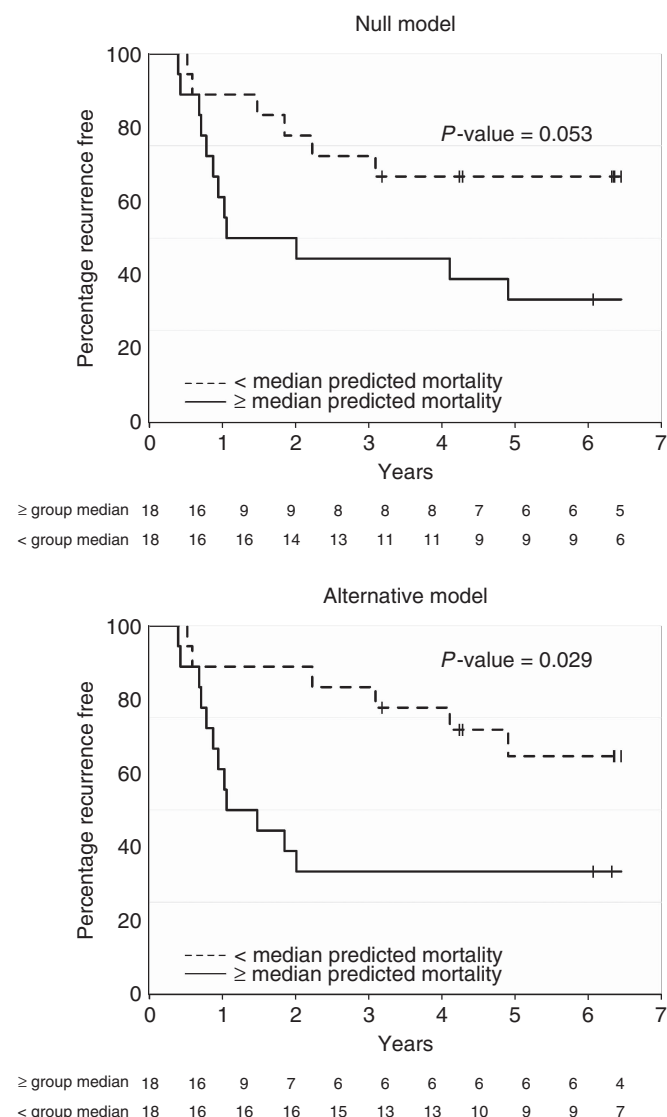 Null model
100
80
60
40
20
0
Percentage recurrence free
P-value = 0.053
< median predicted mortality
≥ median predicted mortality
0 1 2 3 4 5 6 7
Years
≥ group median 18 16 9 9 8 8 8 7 6 6 5
< group median 18 16 16 14 13 11 11 9 9 9 6
Alternative model
100
80
60
40
20
0
Percentage recurrence free
P-value = 0.029
< median predicted mortality
≥ median predicted mortality
0 1 2 3 4 5 6 7
Years
≥ group median 18 16 9 7 6 6 6 6 6 6 4
< group median 18 16 16 16 15 13 13 10 9 9 7